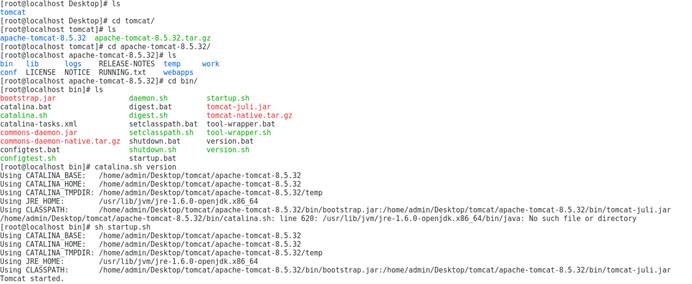 [root@localhost Desktop]# ls
tomcat
[root@localhost Desktop]# cd tomcat/
[root@localhost tomcat]# ls
apache-tomcat-8.5.32 apache-tomcat-8.5.32.tar.gz
[root@localhost tomcat]# cd apache-tomcat-8.5.32/
[root@localhost apache-tomcat-8.5.32]# ls
bin lib logs RELEASE-NOTES temp work
conf LICENSE NOTICE RUNNING.txt webapps
[root@localhost apache-tomcat-8.5.32]# cd bin/
[root@localhost bin]# ls
bootstrap.jar daemon.sh startup.sh
catalina.bat digest.bat tomcat-juli.jar
catalina.sh digest.sh tomcat-native.tar.gz
catalina-tasks.xml setclasspath.bat tool-wrapper.bat
commons-daemon.jar setclasspath.sh tool-wrapper.sh
commons-daemon-native.tar.gz shutdown.bat version.bat
configtest.bat shutdown.sh version.sh
configtest.sh startup.bat
[root@localhost bin]# catalina.sh version
Using CATALINA_BASE: /home/admin/Desktop/tomcat/apache-tomcat-8.5.32
Using CATALINA_HOME: /home/admin/Desktop/tomcat/apache-tomcat-8.5.32
Using CATALINA_TMPDIR: /home/admin/Desktop/tomcat/apache-tomcat-8.5.32/temp
Using JRE_HOME: /usr/lib/jvm/jre-1.6.0-openjdk.x86_64
Using CLASSPATH: /home/admin/Desktop/tomcat/apache-tomcat-8.5.32/bin/bootstrap.jar:/home/admin/Desktop/tomcat/apache-tomcat-8.5.32/bin/tomcat-juli.jar
/home/admin/Desktop/tomcat/apache-tomcat-8.5.32/bin/catalina.sh: line 620: /usr/lib/jvm/jre-1.6.0-openjdk.x86_64/bin/java: No such file or directory
[root@localhost bin]# sh startup.sh
Using CATALINA_BASE: /home/admin/Desktop/tomcat/apache-tomcat-8.5.32
Using CATALINA_HOME: /home/admin/Desktop/tomcat/apache-tomcat-8.5.32
Using CATALINA_TMPDIR: /home/admin/Desktop/tomcat/apache-tomcat-8.5.32/temp
Using JRE_HOME: /usr/lib/jvm/jre-1.6.0-openjdk.x86_64
Using CLASSPATH: /home/admin/Desktop/tomcat/apache-tomcat-8.5.32/bin/bootstrap.jar:/home/admin/Desktop/tomcat/apache-tomcat-8.5.32/bin/tomcat-juli.jar
Tomcat started.